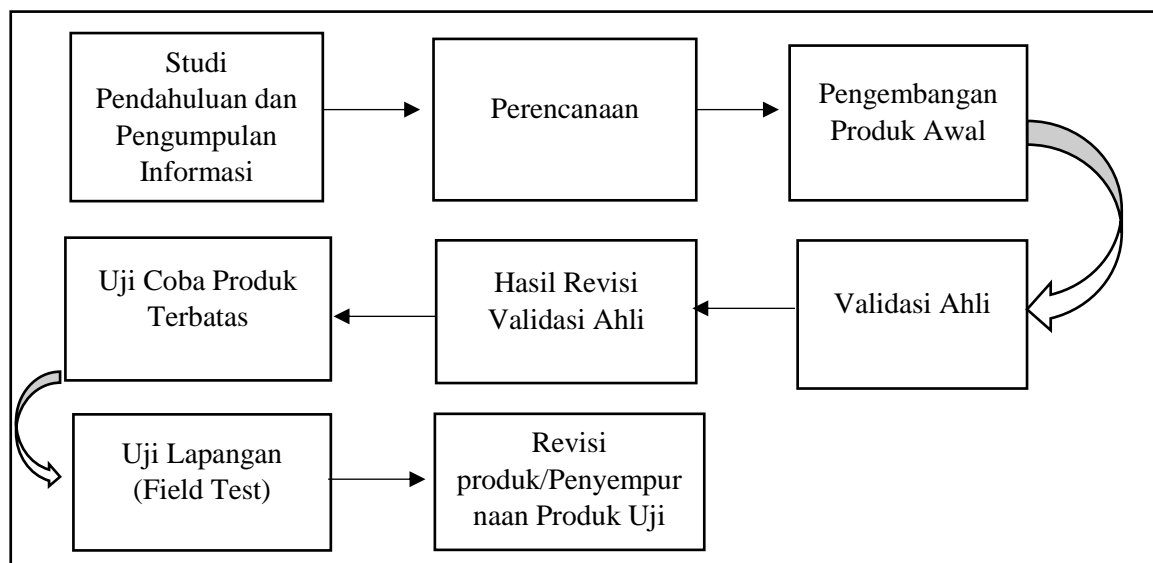 Studi
Pendahuluan dan
Pengumpulan
Informasi
Perencanaan
Pengembangan
Produk Awal
Validasi Ahli
Hasil Revisi
Validasi Ahli
Uji Coba Produk
Terbatas
Uji Lapangan
(Field Test)
Revisi
produk/Penyempur
naan Produk Uji